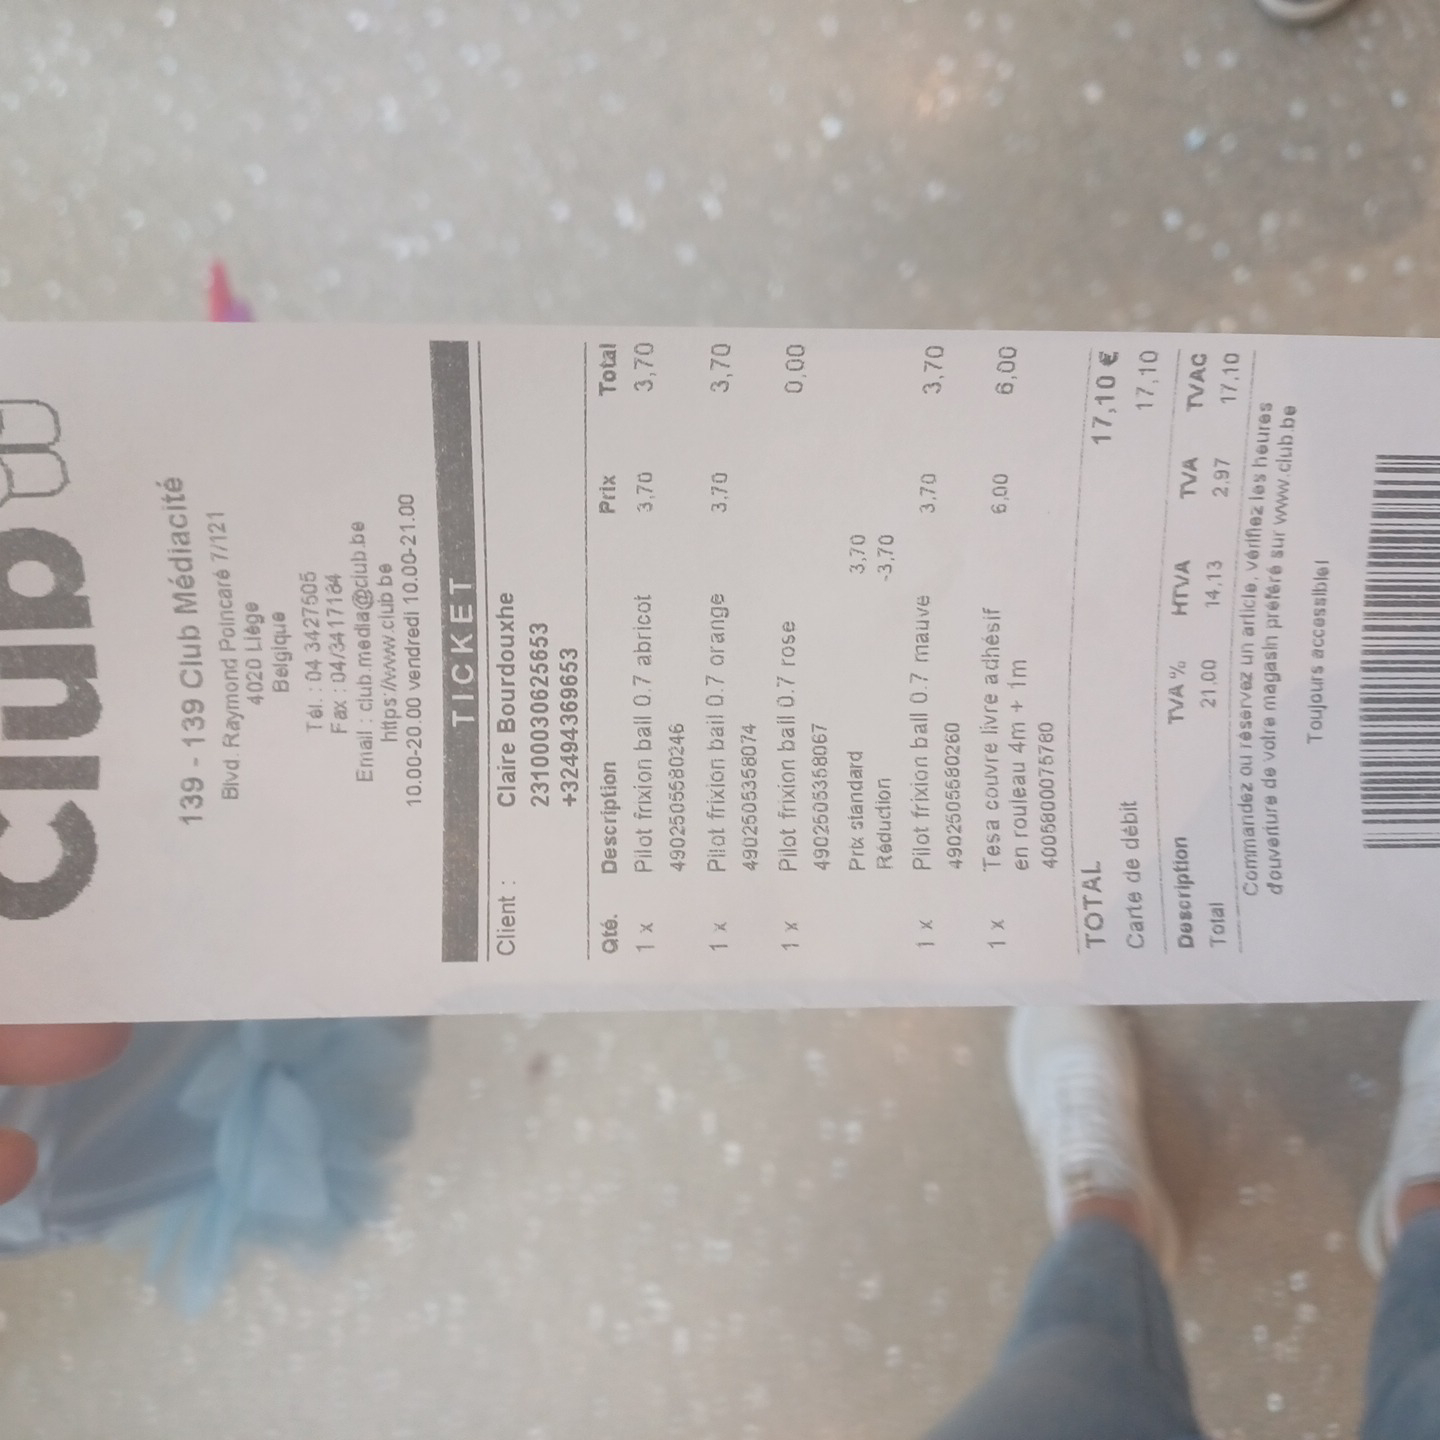 Club
139 - 139 Club Médiacité
Blvd. Raymond Poincaré 7/121
4020 Liège
Belgique
Tél. : 04 3427505
Fax : 04/3417164
Email : club.media@club.be
https://www.club.be
10.00-20.00 vendredi 10.00-21.00
TICKET
Client : Claire Bourdouxhe
23100030625653
+32494369653
Qté. Description Prix Total
1 x Pilot frixion ball 0.7 abricot 3,70 3,70
4902505580246
1 x Pilot frixion ball 0.7 orange 3,70 3,70
4902505358074
1 x Pilot frixion ball 0.7 rose 0,00
4902505358067
Prix standard 3,70
Réduction -3,70
1 x Pilot frixion ball 0.7 mauve 3,70 3,70
4902505580260
1 x Tesa couvre livre adhésif 6,00 6,00
en rouleau 4m + 1m
4005800075780
TOTAL 17,10 €
Carte de débit 17,10
Description TVA % HTVA TVA TVAC
Total 21,00 14,13 2,97 17,10
Commandez ou réservez un article, vérifiez les heures
d'ouverture de votre magasin préféré sur www.club.be
Toujours accessible!